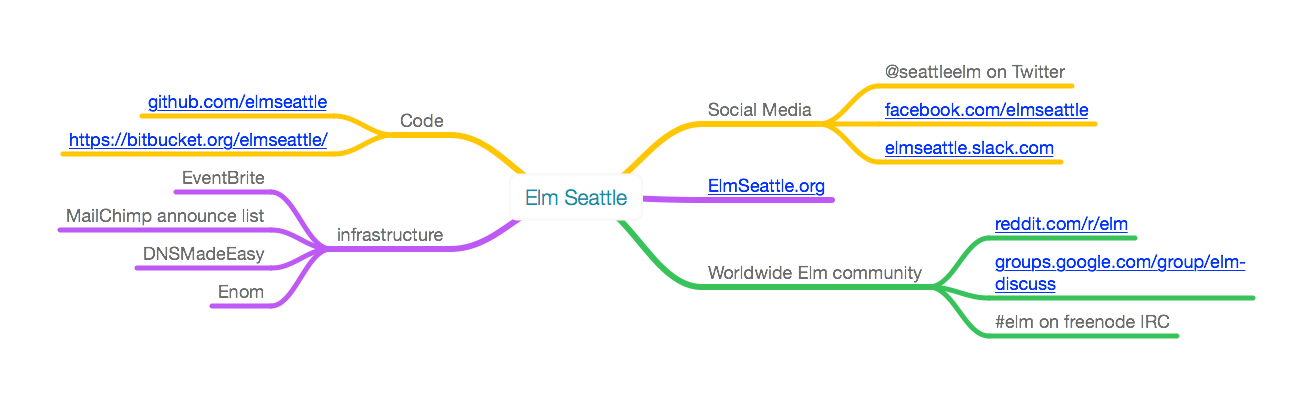 Elm Seattle
Code
github.com/elmseattle
https://bitbucket.org/elmseattle/
infrastructure
EventBrite
MailChimp announce list
DNSMadeEasy
Enom
Social Media
@seattleelm on Twitter
facebook.com/elmseattle
elmseattle.slack.com
ElmSeattle.org
Worldwide Elm community
reddit.com/r/elm
groups.google.com/group/elm-
discuss
#elm on freenode IRC